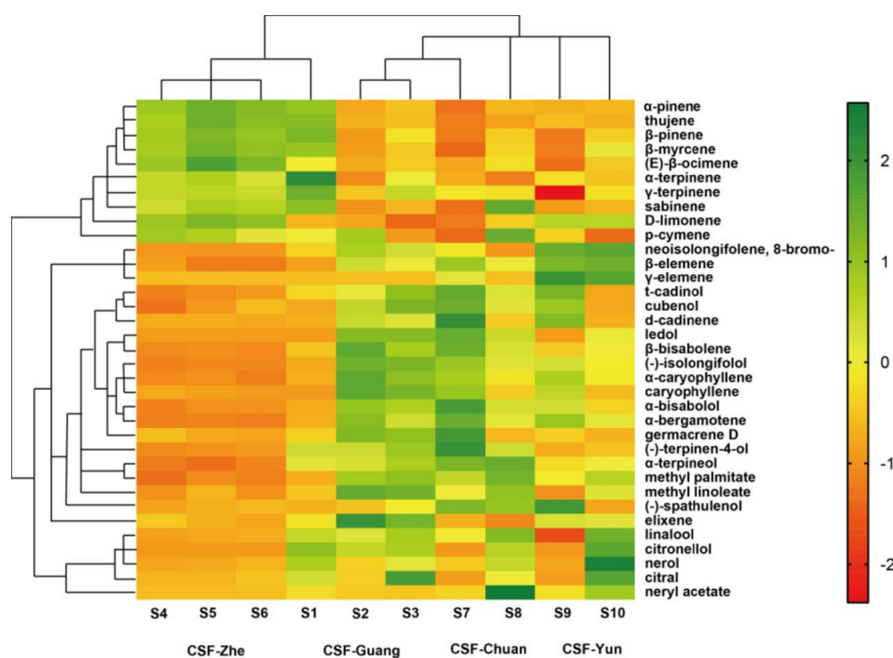 α-pinene
thujene
β-pinene
β-myrcene
(E)-β-ocimene
α-terpinene
γ-terpinene
sabinene
D-limonene
p-cymene
neoisolongifolene, 8-bromo-
β-elemene
γ-elemene
t-cadinol
cubenol
d-cadinene
ledol
β-bisabolene
(-)-isolongifolol
α-caryophyllene
caryophyllene
α-bisabolol
α-bergamotene
germacrene D
(-)-terpinen-4-ol
α-terpineol
methyl palmitate
methyl linoleate
(-)-spathulenol
elixene
linalool
citronellol
nerol
citral
neryl acetate
2
1
0
-1
-2
S4 S5 S6 S1 S2 S3 S7 S8 S9 S10
CSF-Zhe CSF-Guang CSF-Chuan CSF-Yun